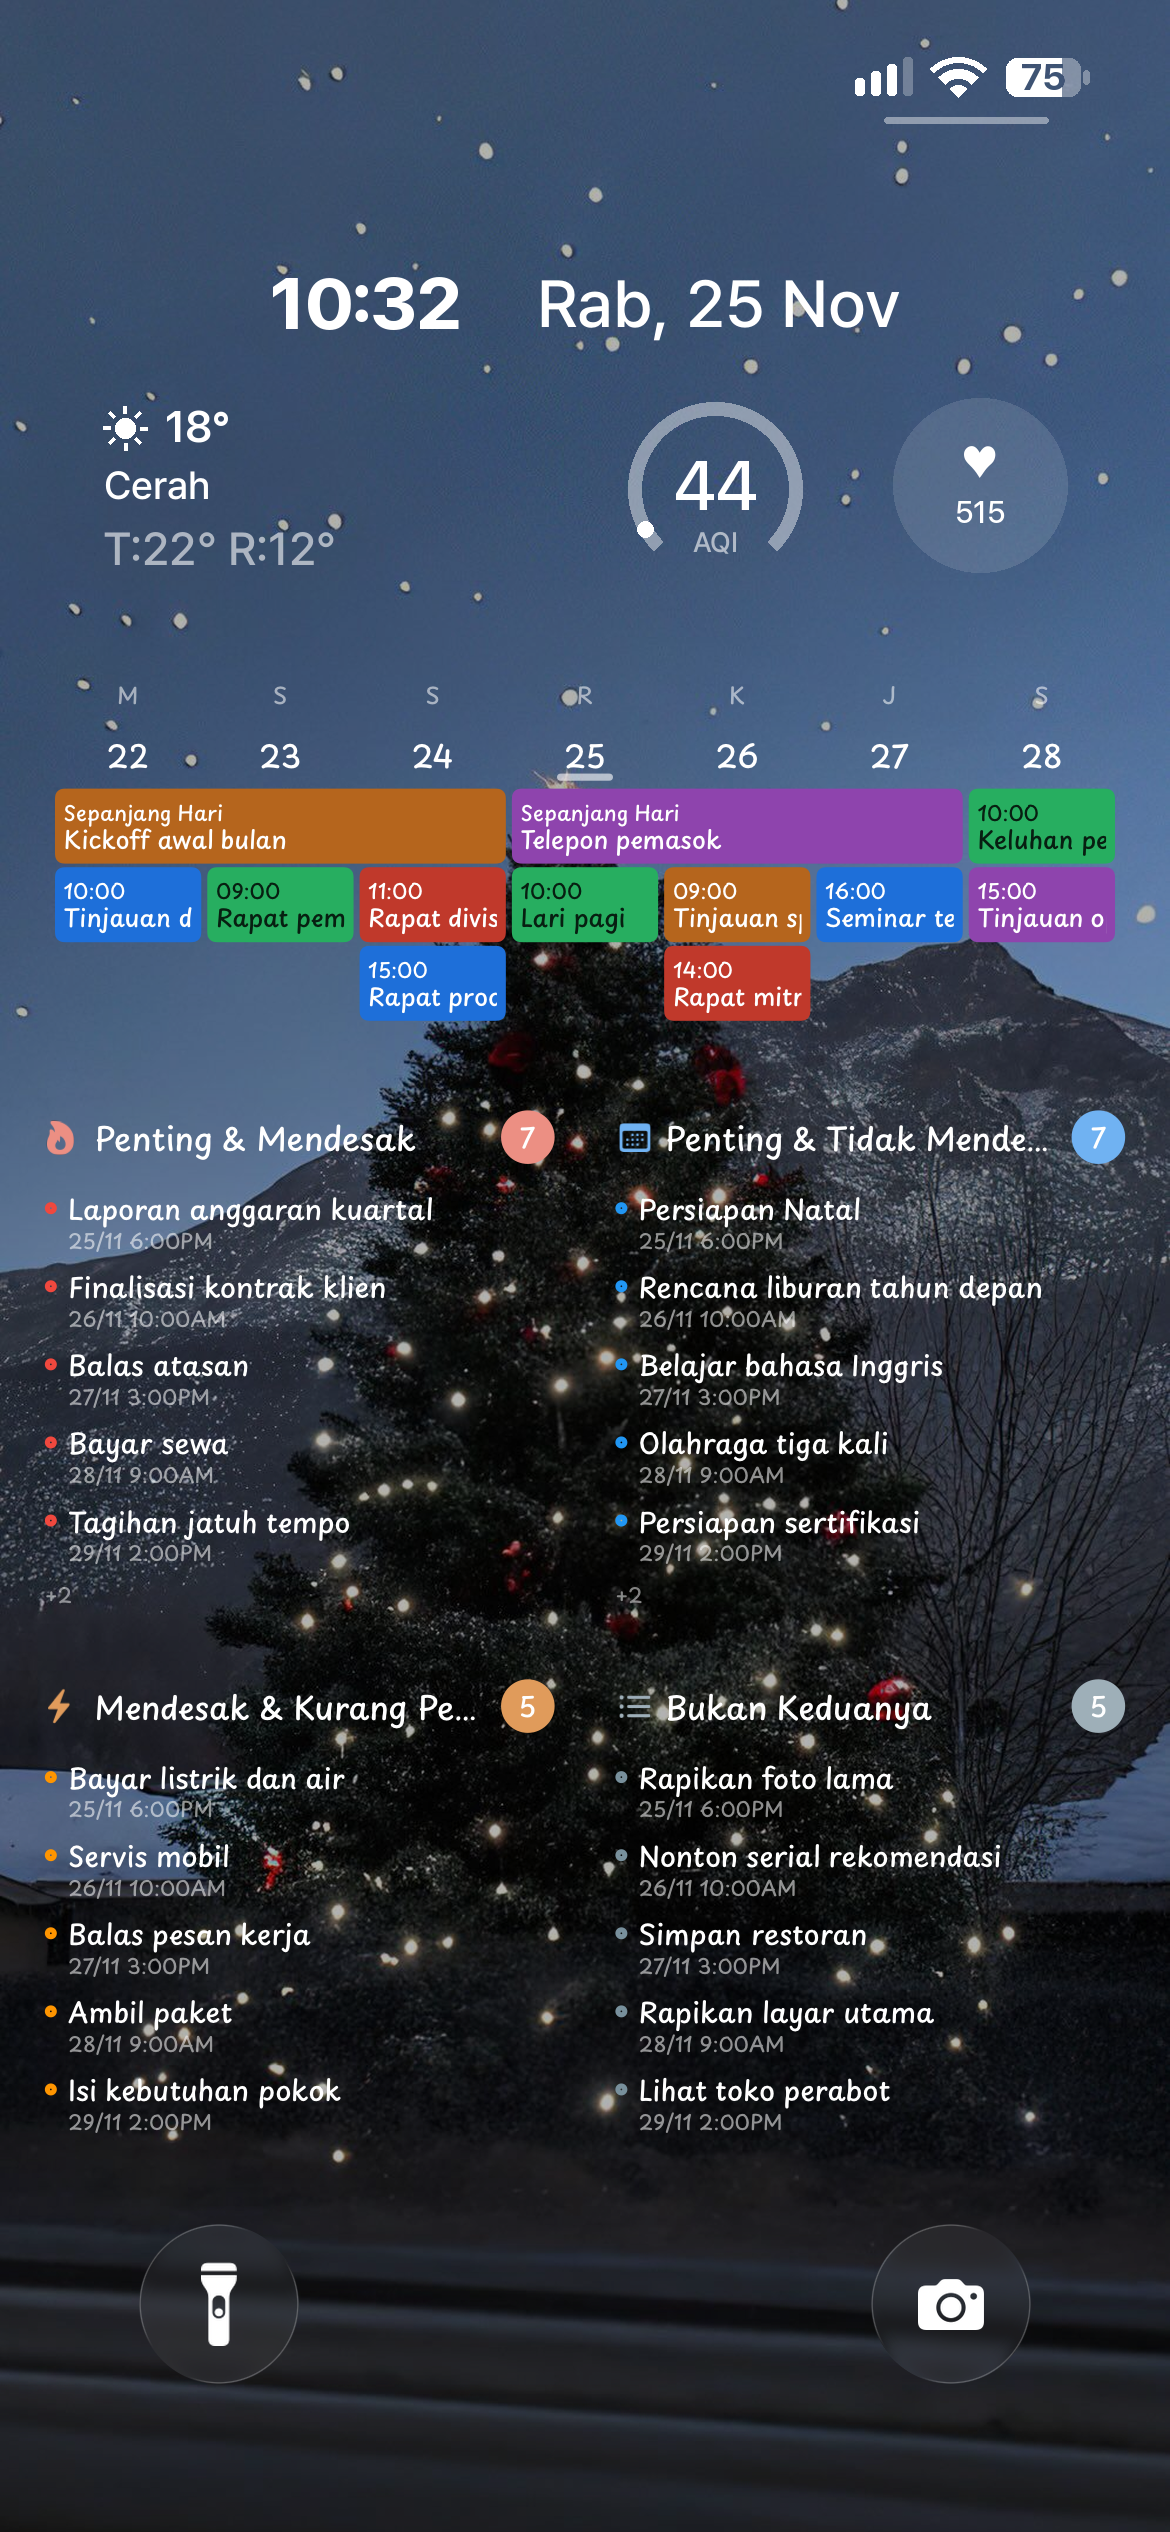 75
10:32 Rab, 25 Nov
18°
Cerah
T:22° R:12°
44
AQI
515
M S S R K J S
22 23 24 25 26 27 28
Sepanjang Hari
Kickoff awal bulan
Sepanjang Hari
Telepon pemasok
10:00
Keluhan pe
10:00
Tinjauan d
09:00
Rapat pem
11:00
Rapat divis
10:00
Lari pagi
09:00
Tinjauan
16:00
Seminar te
15:00
Tinjauan o
15:00
Rapat
14:00
Rapat mitr
Penting & Mendesak 7
Laporan anggaran kuartal
25/11 6:00PM
Finalisasi kontrak klien
26/11 10:00AM
Balas atasan
27/11 3:00PM
Bayar sewa
28/11 9:00AM
Tagihan jatuh tempo
29/11 2:00PM
+2
Penting & Tidak Mende... 7
Persiapan Natal
25/11 6:00PM
Rencana liburan tahun depan
26/11 10:00AM
Belajar bahasa Inggris
27/11 3:00PM
Olahraga tiga kali
28/11 9:00AM
Persiapan sertifikasi
29/11 2:00PM
+2
Mendesak & Kurang Pe... 5
Bayar listrik dan air
25/11 6:00PM
Servis mobil
26/11 10:00AM
Balas pesan kerja
27/11 3:00PM
Ambil paket
28/11 9:00AM
Isi kebutuhan pokok
29/11 2:00PM
Bukan Keduanya 5
Rapikan foto lama
25/11 6:00PM
Nonton serial rekomendasi
26/11 10:00AM
Simpan restoran
27/11 3:00PM
Rapikan layar utama
28/11 9:00AM
Lihat toko perabot
29/11 2:00PM